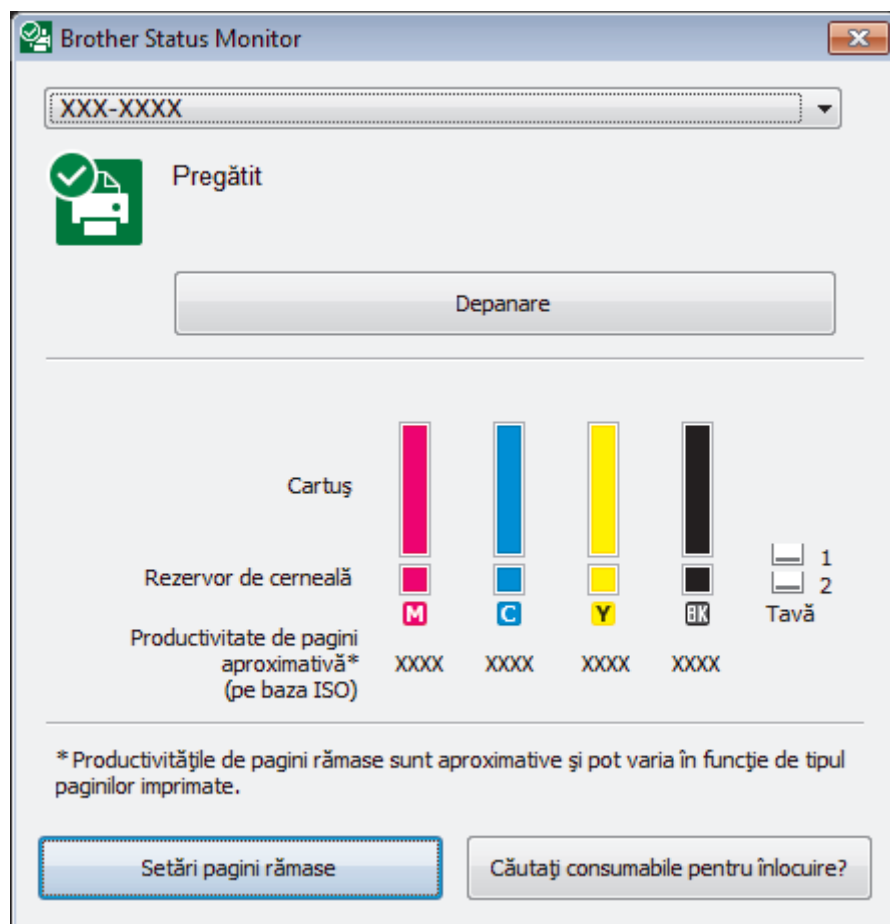 Brother Status Monitor
XXX-XXXX
Pregătit
Depanare
Cartuş
Rezervor de cerneală
1
2
M C Y BK Tavă
Productivitate de pagini
aproximativă*
(pe baza ISO)
XXXX XXXX XXXX XXXX
* Productivităţile de pagini rămase sunt aproximative şi pot varia în funcţie de tipul
paginilor imprimate.
Setări pagini rămase
Căutaţi consumabile pentru înlocuire?